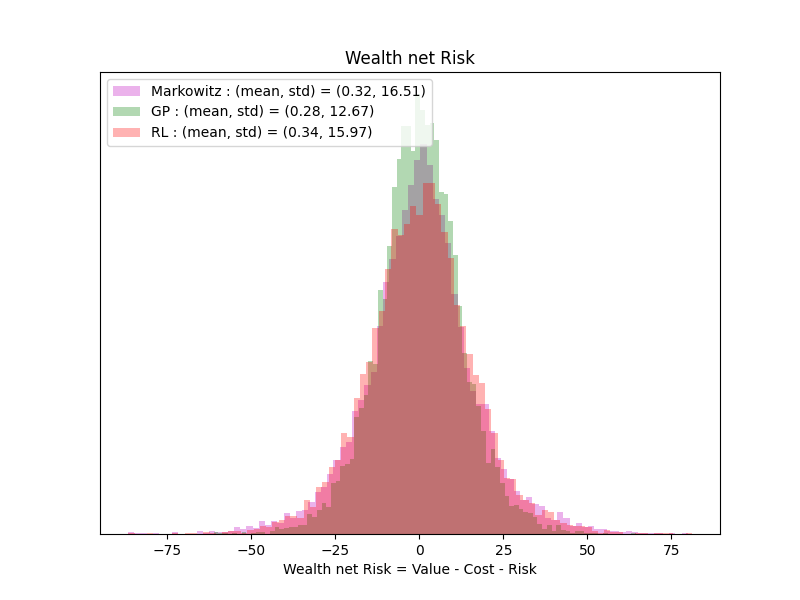 Wealth net Risk
Markowitz : (mean, std) = (0.32, 16.51)
GP : (mean, std) = (0.28, 12.67)
RL : (mean, std) = (0.34, 15.97)
−75 −50 −25 0 25 50 75
Wealth net Risk = Value - Cost - Risk